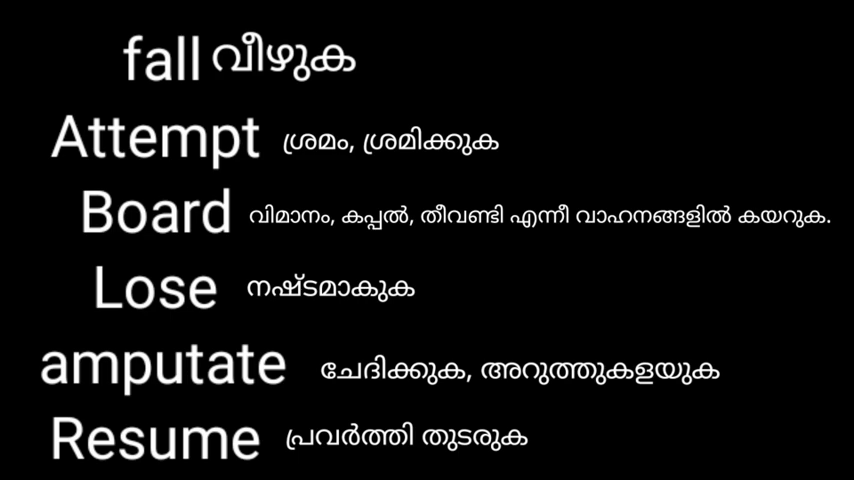 fall വീഴുക
Attempt ശ്രമം, ശ്രമിക്കുക
Board വിമാനം, കപ്പൽ, തീവണ്ടി എന്നീ വാഹനങ്ങളിൽ കയറുക.
Lose നഷ്ടമാകുക
amputate ചേദിക്കുക, അറുത്തുകളയുക
Resume പ്രവർത്തി തുടരുക